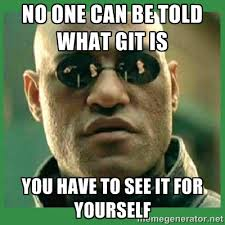 NO ONE CAN BE TOLD
WHAT GIT IS
YOU HAVE TO SEE IT FOR
YOURSELF
memegenerator.net